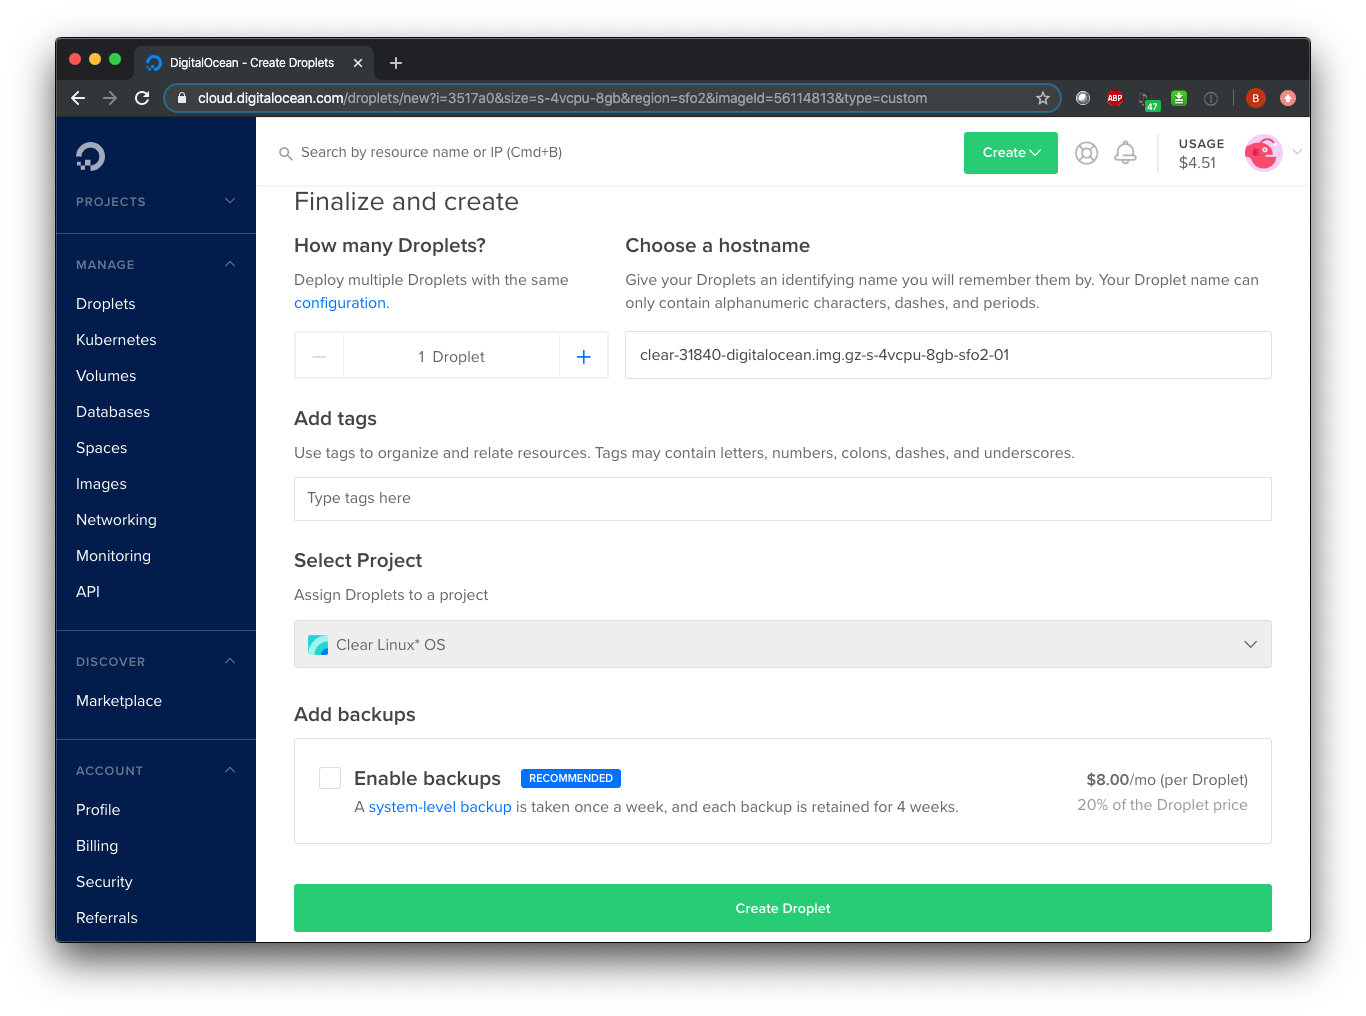 DigitalOcean - Create Droplets
cloud.digitalocean.com/droplets/new?i=3517a0&size=s-4vcpu-8gb&region=sfo2&imageId=56114813&type=custom
ABP
47
B
Search by resource name or IP (Cmd+B)
Create
USAGE
$4.51
PROJECTS
MANAGE
Droplets
Kubernetes
Volumes
Databases
Spaces
Images
Networking
Monitoring
API
DISCOVER
Marketplace
ACCOUNT
Profile
Billing
Security
Referrals
Finalize and create
How many Droplets?
Deploy multiple Droplets with the same
configuration.
1 Droplet
Choose a hostname
Give your Droplets an identifying name you will remember them by. Your Droplet name can
only contain alphanumeric characters, dashes, and periods.
clear-31840-digitalocean.img.gz-s-4vcpu-8gb-sfo2-01
Add tags
Use tags to organize and relate resources. Tags may contain letters, numbers, colons, dashes, and underscores.
Type tags here
Select Project
Assign Droplets to a project
Clear Linux* OS
Add backups
Enable backups RECOMMENDED
A system-level backup is taken once a week, and each backup is retained for 4 weeks.
$8.00/mo (per Droplet)
20% of the Droplet price
Create Droplet